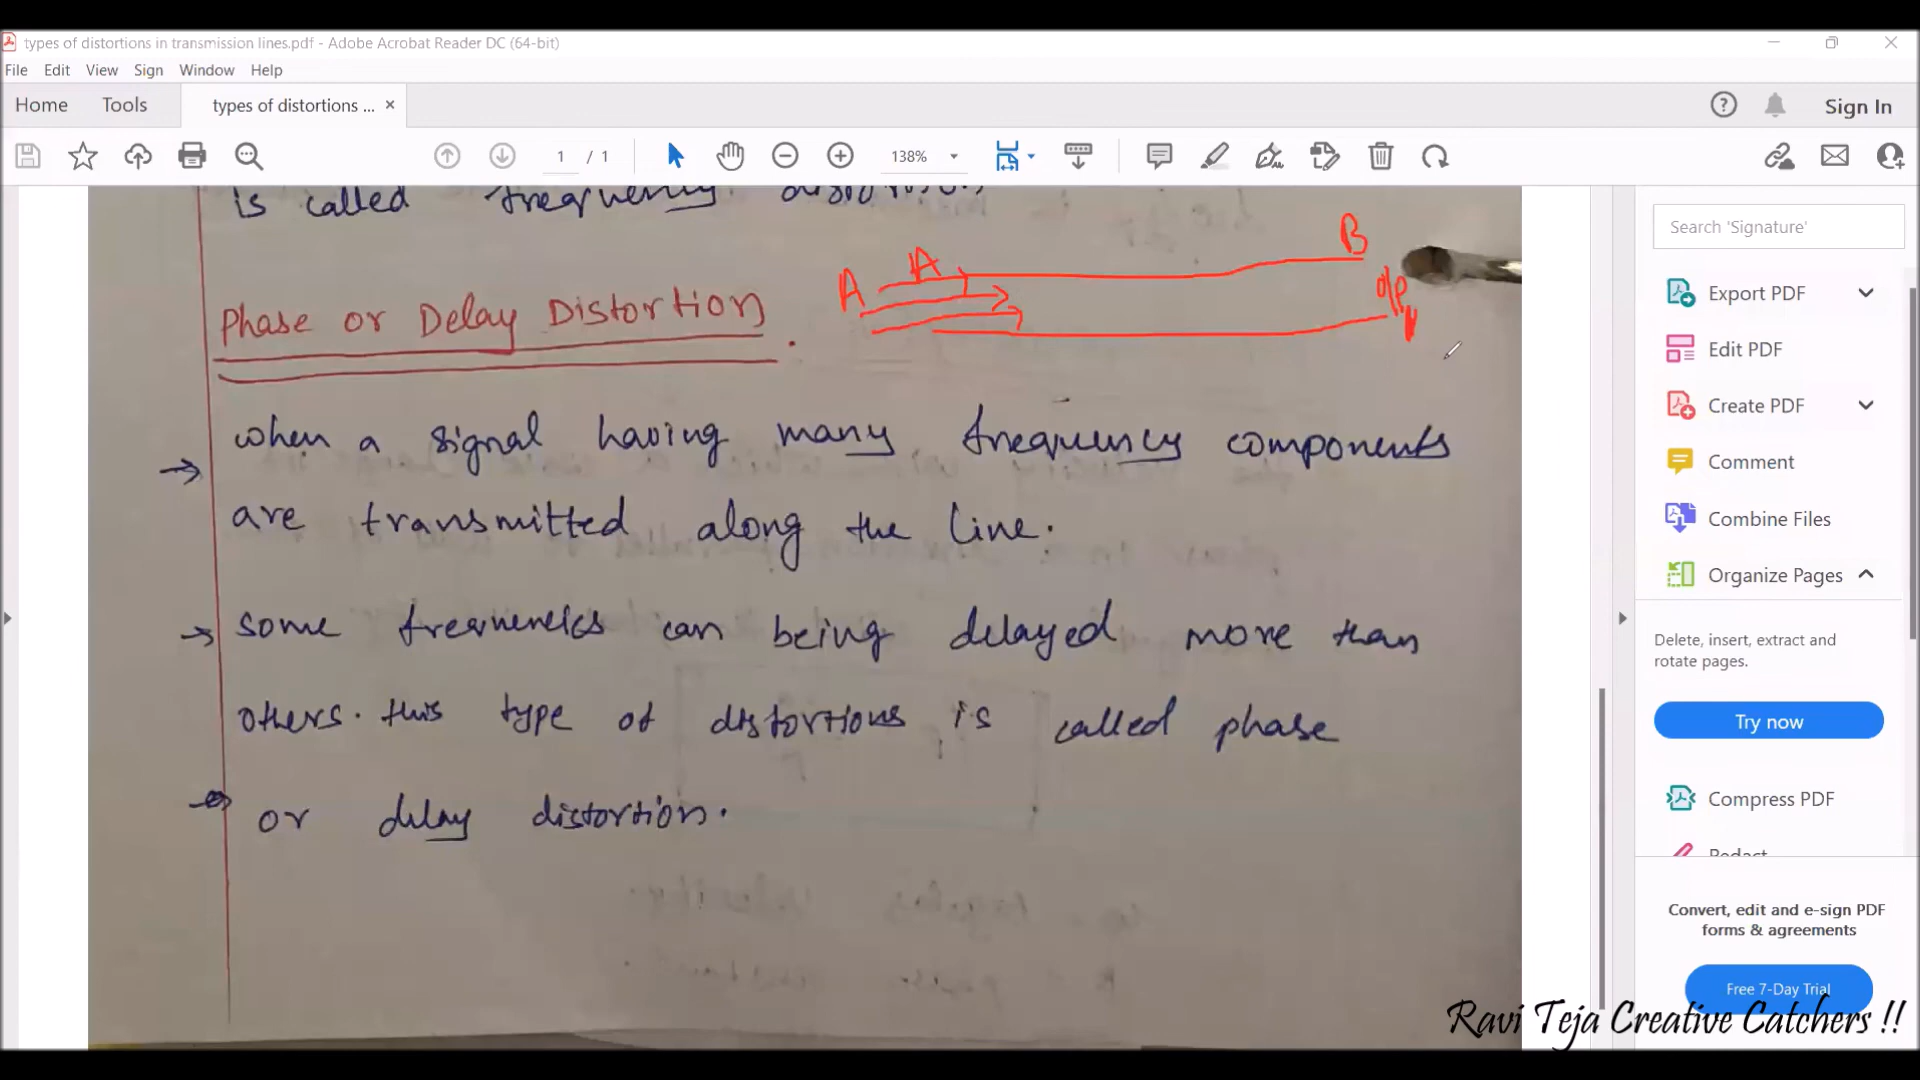 types of distortions in transmission lines.pdf - Adobe Acrobat Reader DC (64-bit)
File Edit View Sign Window Help
Home Tools types of distortions ... × Sign In
1 / 1 138%
is called frequency distortion
Phase or Delay Distortion.
A A B
o/p
when a signal having many frequency components
are transmitted along the line.
→ some frequencies can being delayed more than
others. this type of distortions is called phase
or delay distortion.
Search 'Signature'
Export PDF
Edit PDF
Create PDF
Comment
Combine Files
Organize Pages
Delete, insert, extract and
rotate pages.
Try now
Compress PDF
Redact
Convert, edit and e-sign PDF
forms & agreements
Free 7-Day Trial
Ravi Teja Creative Catchers !!